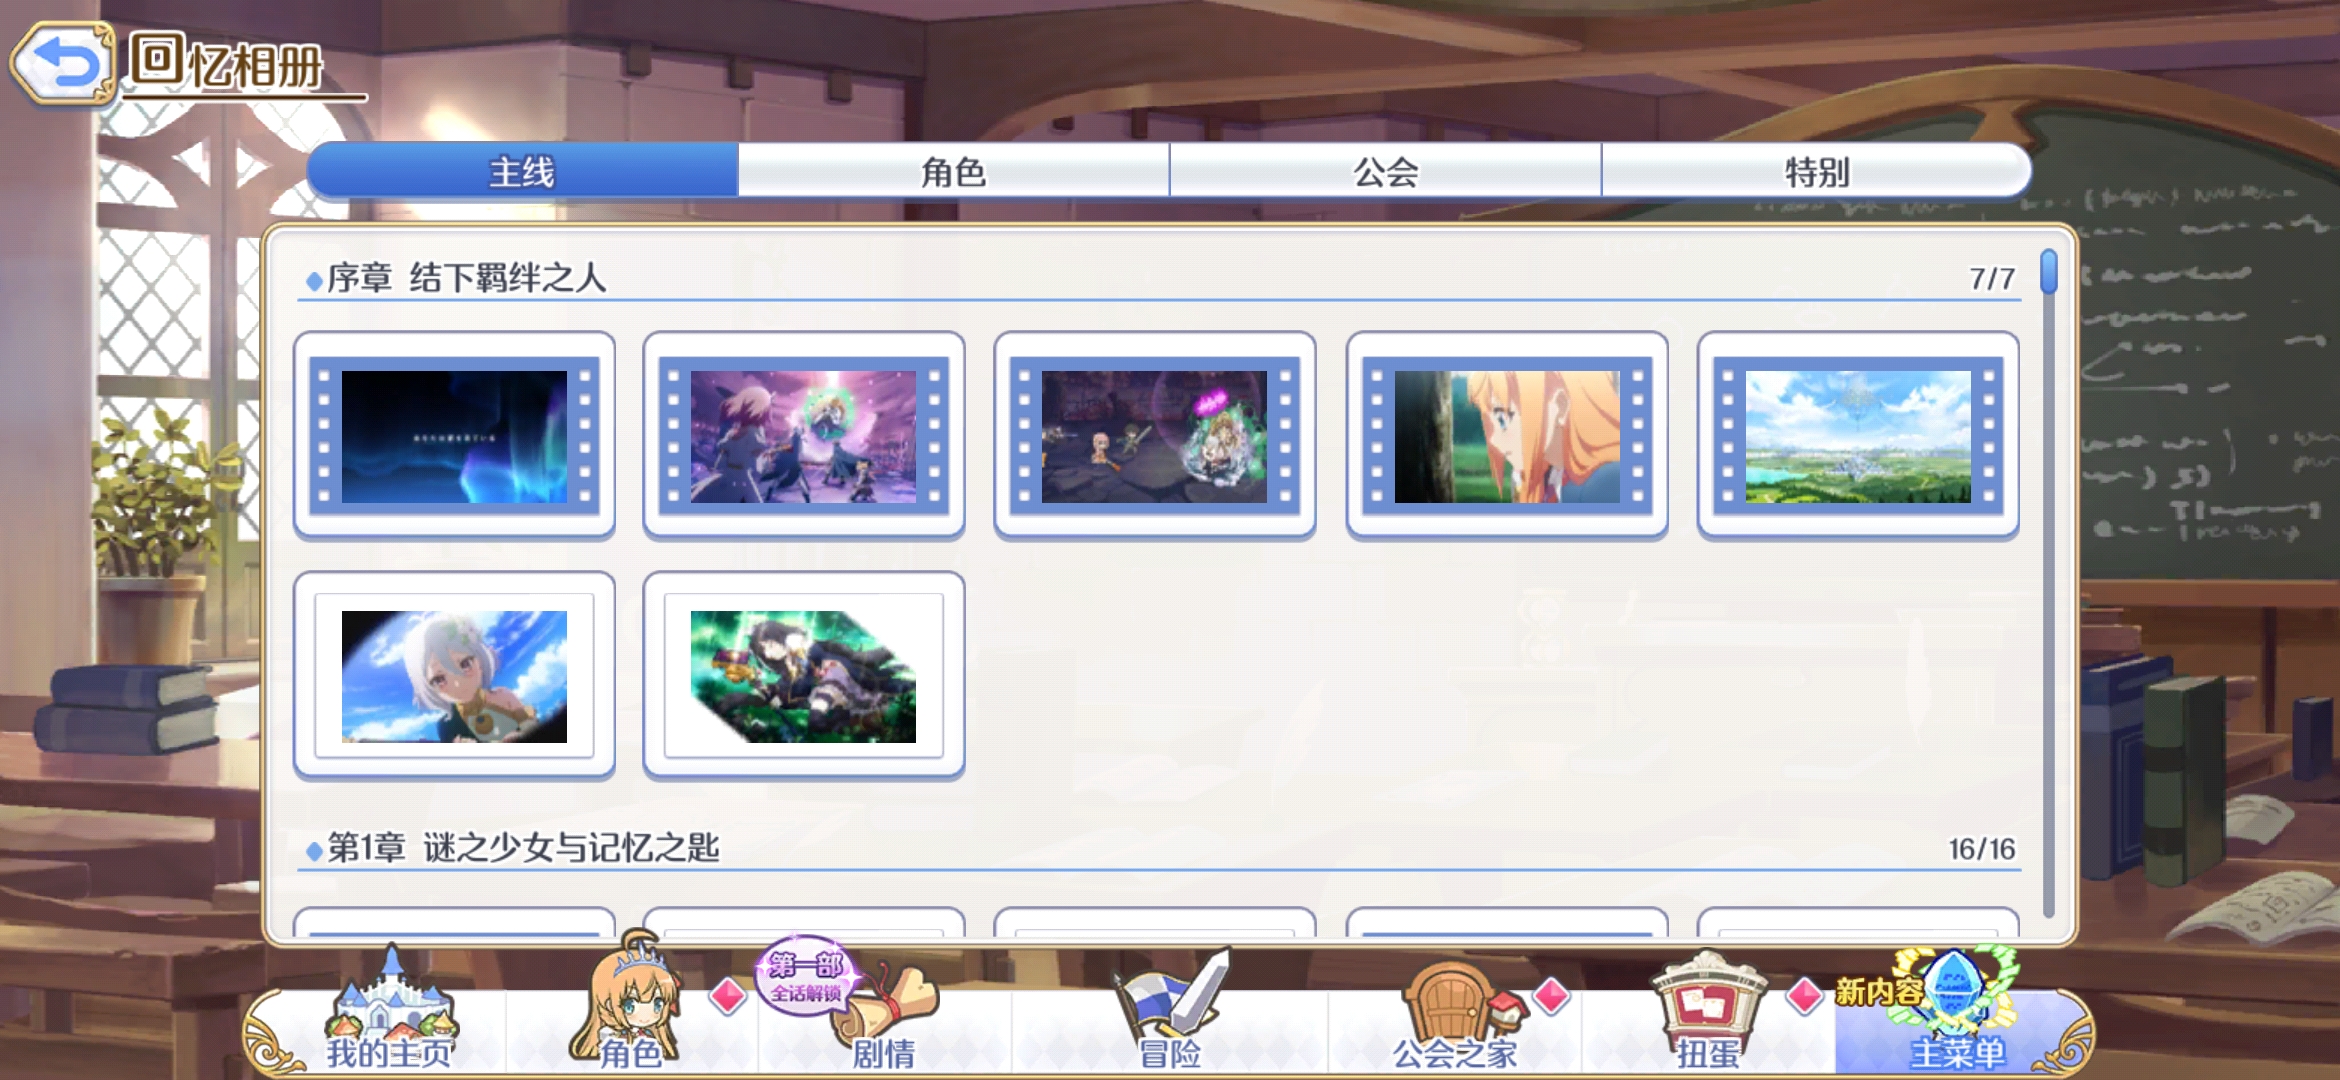 回忆相册
主线
角色
公会
特别
序章 结下羁绊之人
7/7
第1章 谜之少女与记忆之匙
16/16
第一部
全话解锁
新内容
我的主页
角色
剧情
冒险
公会之家
扭蛋
主菜单